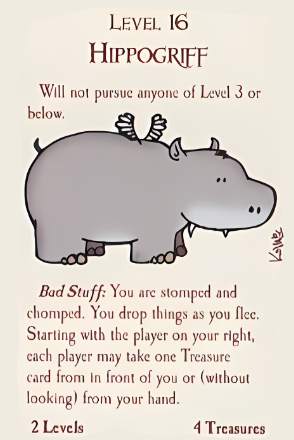 Level 16
Hippogriff
Will not pursue anyone of Level 3 or
below.
Bad Stuff: You are stomped and
chomped. You drop things as you flee.
Starting with the player on your right,
each player may take one Treasure
card from in front of you or (without
looking) from your hand.
2 Levels 4 Treasures